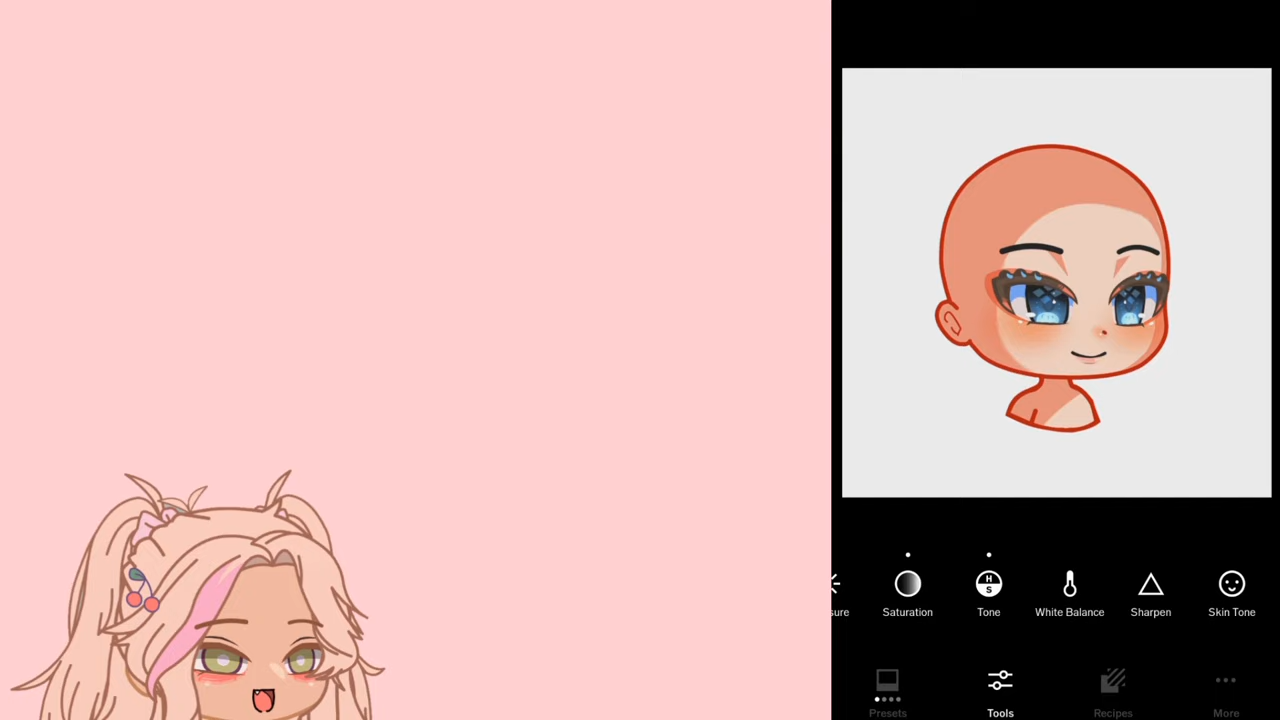 sure
Saturation
H
S
Tone
White Balance
Sharpen
Skin Tone
Presets
Tools
Recipes
More